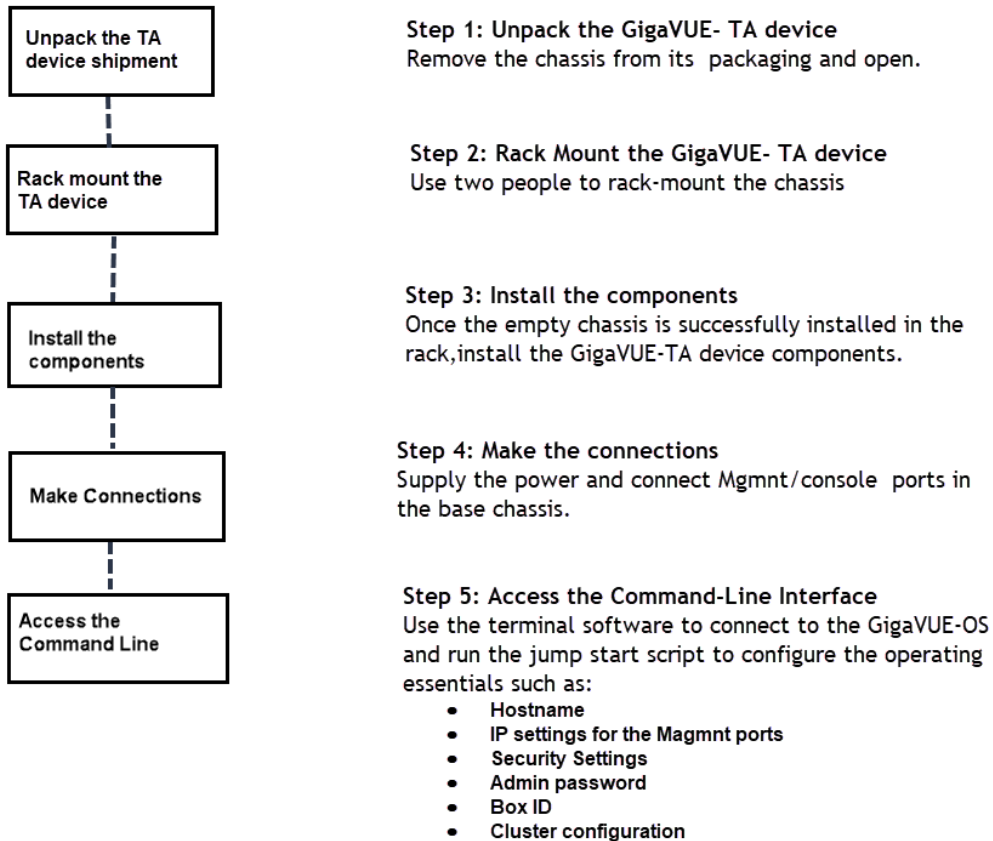 Unpack the TA
device shipment
Step 1: Unpack the GigaVUE- TA device
Remove the chassis from its packaging and open.
Rack mount the
TA device
Step 2: Rack Mount the GigaVUE- TA device
Use two people to rack-mount the chassis
Install the
components
Step 3: Install the components
Once the empty chassis is successfully installed in the
rack,install the GigaVUE-TA device components.
Make Connections
Step 4: Make the connections
Supply the power and connect Mgmnt/console ports in
the base chassis.
Access the
Command Line
Step 5: Access the Command-Line Interface
Use the terminal software to connect to the GigaVUE-OS
and run the jump start script to configure the operating
essentials such as:
• Hostname
• IP settings for the Magmnt ports
• Security Settings
• Admin password
• Box ID
• Cluster configuration